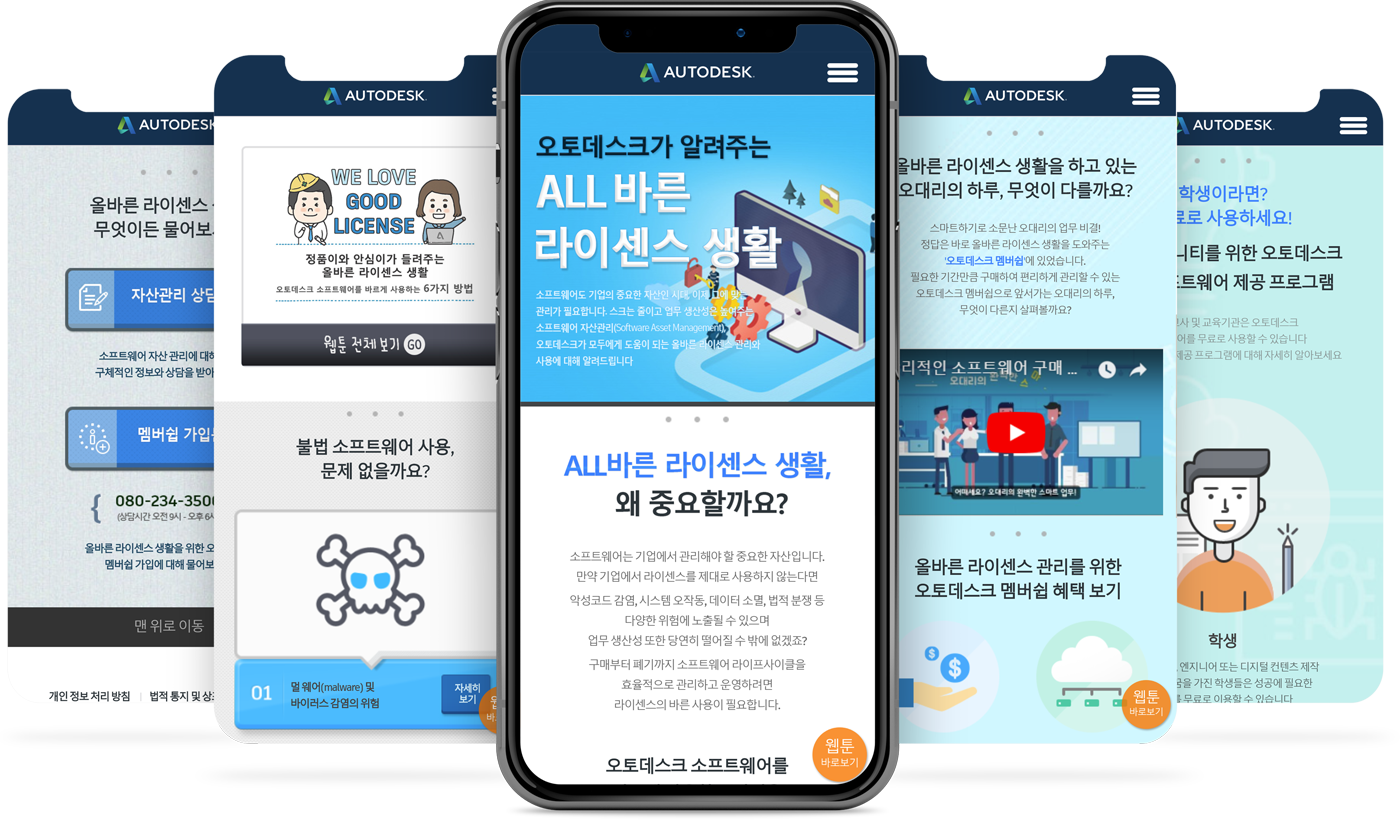 AUTODESK
올바른 라이센스
무엇이든 물어보
자산관리 상담
소프트웨어 자산 관리에 대해
구체적인 정보와 상담을 받아
멤버쉽 가입
{ 080-234-3500
(상담시간 오전 9시 - 오후 6시
올바른 라이센스 생활을 위한 오
멤버쉽 가입에 대해 물어보
맨 위로 이동
개인 정보 처리 방침 | 법적 통지 및 상표
AUTODESK.
WE LOVE
GOOD
LICENSE
정품이와 안심이가 들려주는
올바른 라이센스 생활
오토데스크 소프트웨어를 바르게 사용하는 6가지 방법
웹툰 전체 보기 GO
불법 소프트웨어 사용,
문제 없을까요?
01
멀웨어(malware) 및
바이러스 감염의 위험
자세히
보기
AUTODESK.
오토데스크가 알려주는
ALL 바른
라이센스 생활
소프트웨어도 기업의 중요한 자산인 시대, 이제 그에 맞는
관리가 필요합니다. 리스크는 줄이고 업무 생산성은 높여주는
소프트웨어 자산관리(Software Asset Management),
오토데스크가 모두에게 도움이 되는 올바른 라이센스 관리와
사용에 대해 알려드립니다
ALL바른 라이센스 생활,
왜 중요할까요?
소프트웨어는 기업에서 관리해야 할 중요한 자산입니다.
만약 기업에서 라이센스를 제대로 사용하지 않는다면
악성코드 감염, 시스템 오작동, 데이터 소멸, 법적 분쟁 등
다양한 위험에 노출될 수 있으며
업무 생산성 또한 당연히 떨어질 수 밖에 없겠죠?
구매부터 폐기까지 소프트웨어 라이프사이클을
효율적으로 관리하고 운영하려면
라이센스의 바른 사용이 필요합니다.
오토데스크 소프트웨어를
웹툰
바로보기
AUTODESK.
올바른 라이센스 생활을 하고 있는
오대리의 하루, 무엇이 다를까요?
스마트하기로 소문난 오대리의 업무 비결!
정답은 바로 올바른 라이센스 생활을 도와주는
'오토데스크 멤버쉽'에 있었습니다.
필요한 기간만큼 구매하여 편리하게 관리할 수 있는
오토데스크 멤버쉽으로 앞서가는 오대리의 하루,
무엇이 다른지 살펴볼까요?
리적인 소프트웨어 구매 ...
오대리의 완벽한
어때세요? 오대리의 완벽한 스마트 업무!
올바른 라이센스 관리를 위한
오토데스크 멤버쉽 혜택 보기
웹툰
바로보기
AUTODESK.
학생이라면?
료로 사용하세요!
니티를 위한 오토데스크
트웨어 제공 프로그램
사 및 교육기관은 오토데스크
어를 무료로 사용할 수 있습니다
제공 프로그램에 대해 자세히 알아보세요
학생
엔지니어 또는 디지털 컨텐츠 제작
꿈을 가진 학생들은 성공에 필요한
를 무료로 이용할 수 있습니다